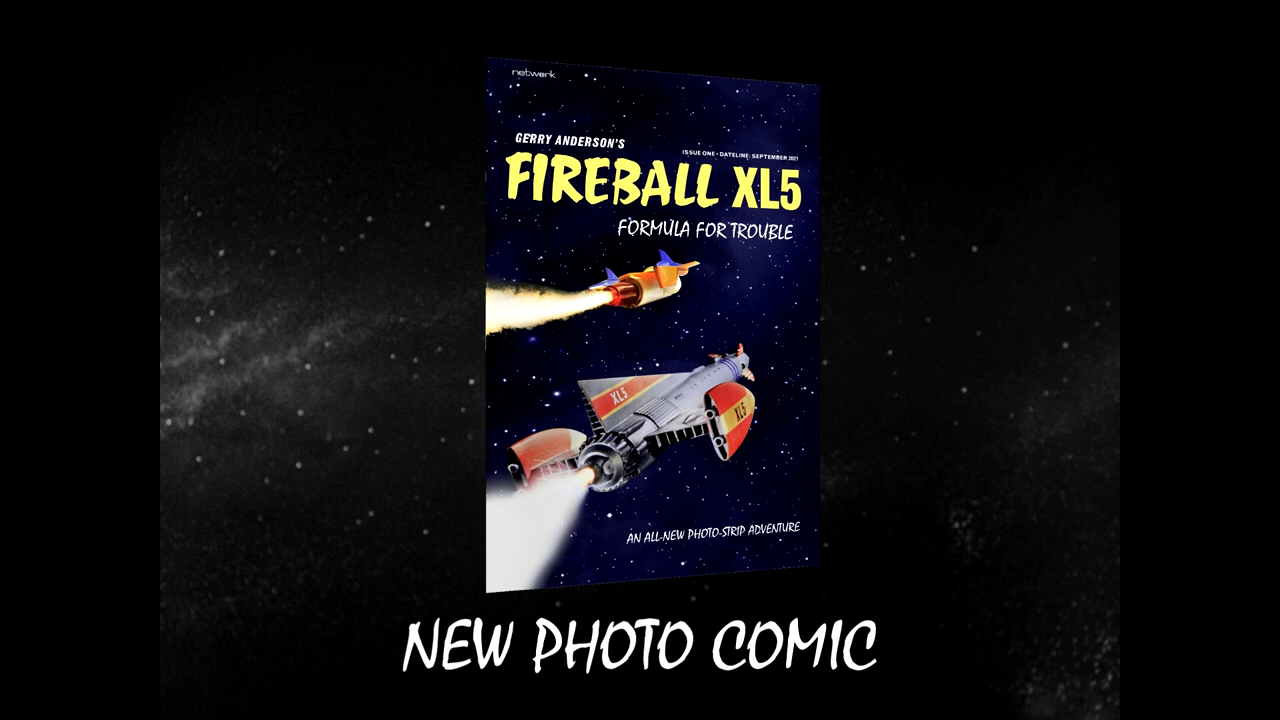 network
GERRY ANDERSON'S
ISSUE ONE • DATELINE: SEPTEMBER 2021
FIREBALL XL5
FORMULA FOR TROUBLE
XL5
XL5
AN ALL-NEW PHOTO-STRIP ADVENTURE
NEW PHOTO COMIC